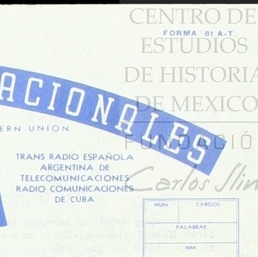 CENTRO DE
FORMA 81 A-T.
ESTUDIOS
DE HISTORIA
DE MEXICO
ACIONALES
ERN UNION
FUNDACIÓ
TRANS RADIO ESPAÑOLA
ARGENTINA DE
TELECOMUNICACIONES
RADIO COMUNICACIONES
DE CUBA
Carlos Slim
NUM. CARGOS
PALABRAS
MM.